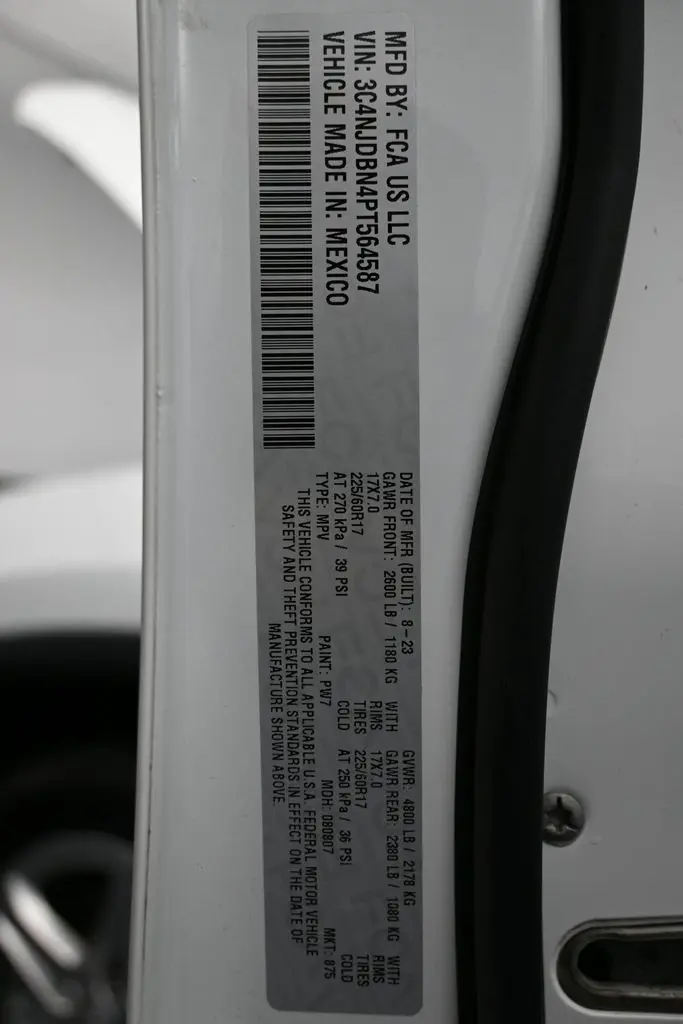 MFD BY: FCA US LLC
VIN: 3C4NJDBN4PT564587
VEHICLE MADE IN: MEXICO
DATE OF MFR (BUILT): 8-23 GVWR: 4800 LB / 2178 KG
GAWR FRONT: 2600 LB / 1180 KG WITH GAWR REAR: 2380 LB / 1080 KG WITH
17X7.0 RIMS 17X7.0 RIMS
225/60R17 TIRES 225/60R17 TIRES
AT 270 kPa / 39 PSI COLD AT 250 kPa / 36 PSI COLD
TYPE: MPV PAINT: PW7 MDH: 080807 MKT: 875
THIS VEHICLE CONFORMS TO ALL APPLICABLE U.S.A. FEDERAL MOTOR VEHICLE
SAFETY AND THEFT PREVENTION STANDARDS IN EFFECT ON THE DATE OF
MANUFACTURE SHOWN ABOVE.